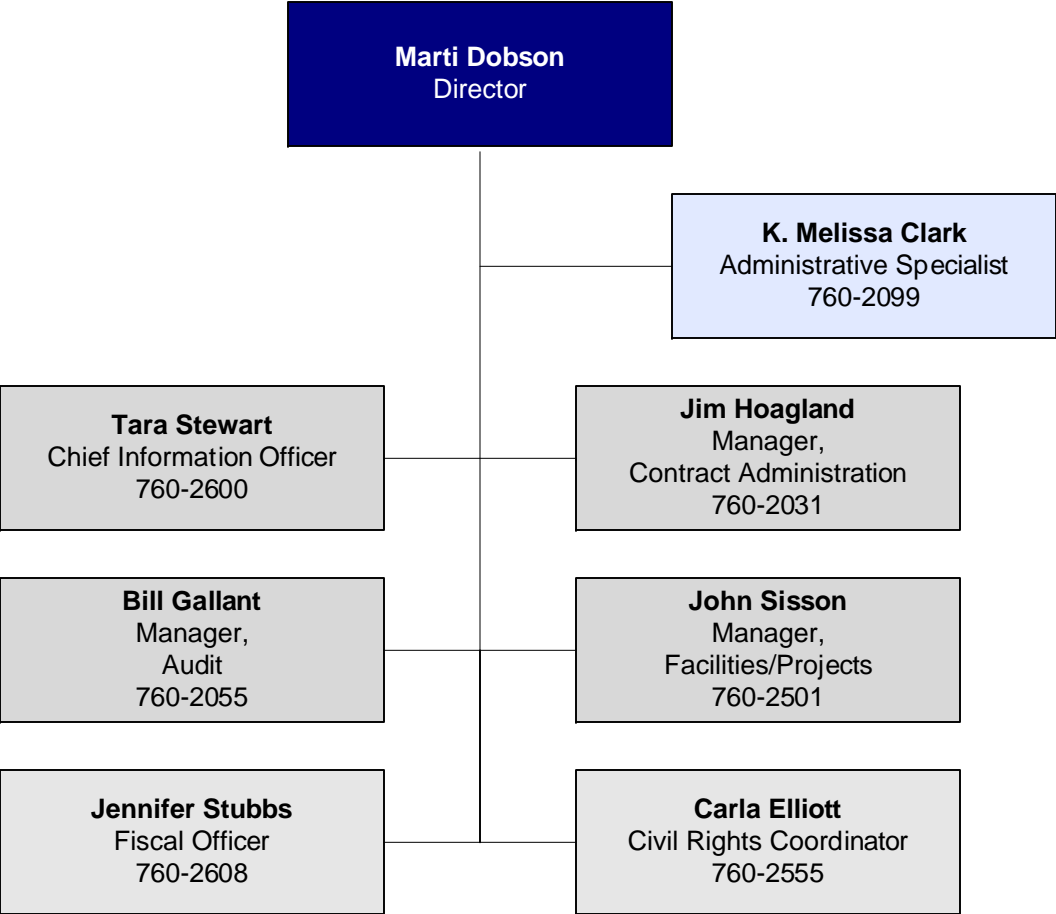 Marti Dobson
Director
K. Melissa Clark
Administrative Specialist
760-2099
Tara Stewart
Chief Information Officer
760-2600
Jim Hoagland
Manager,
Contract Administration
760-2031
Bill Gallant
Manager,
Audit
760-2055
John Sisson
Manager,
Facilities/Projects
760-2501
Jennifer Stubbs
Fiscal Officer
760-2608
Carla Elliott
Civil Rights Coordinator
760-2555